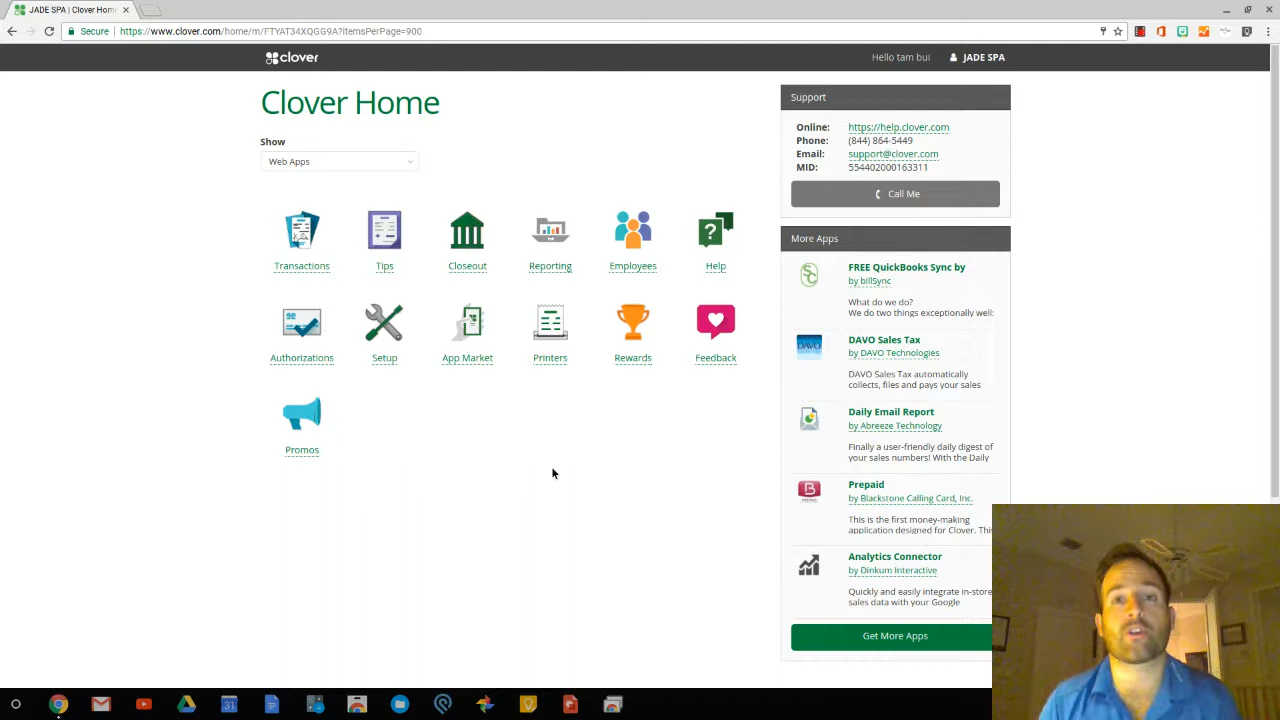 JADE SPA | Clover Home
Secure
https://www.clover.com/home/m/FTYAT34XQGG9A?ItemsPerPage=900
clover
Hello tam bui
JADE SPA
Clover Home
Show
Web Apps
Transactions
Tips
Closeout
Reporting
Employees
Help
Authorizations
Setup
App Market
Printers
Rewards
Feedback
Promos
Support
Online: https://help.clover.com
Phone: (844) 864-5449
Email: support@clover.com
MID: 554402000163311
Call Me
More Apps
FREE QuickBooks Sync by
by billSync
What do we do?
We do two things exceptionally well:
DAVO
DAVO Sales Tax
by DAVO Technologies
DAVO Sales Tax automatically
collects, files and pays your sales
Daily Email Report
by Abreeze Technology
Finally a user-friendly daily digest of
your sales numbers! With the Daily
Prepaid
by Blackstone Calling Card, Inc.
This is the first money-making
application designed for Clover. This
Analytics Connector
by Dinkum Interactive
Quickly and easily integrate in-store
sales data with your Google
Get More Apps
31